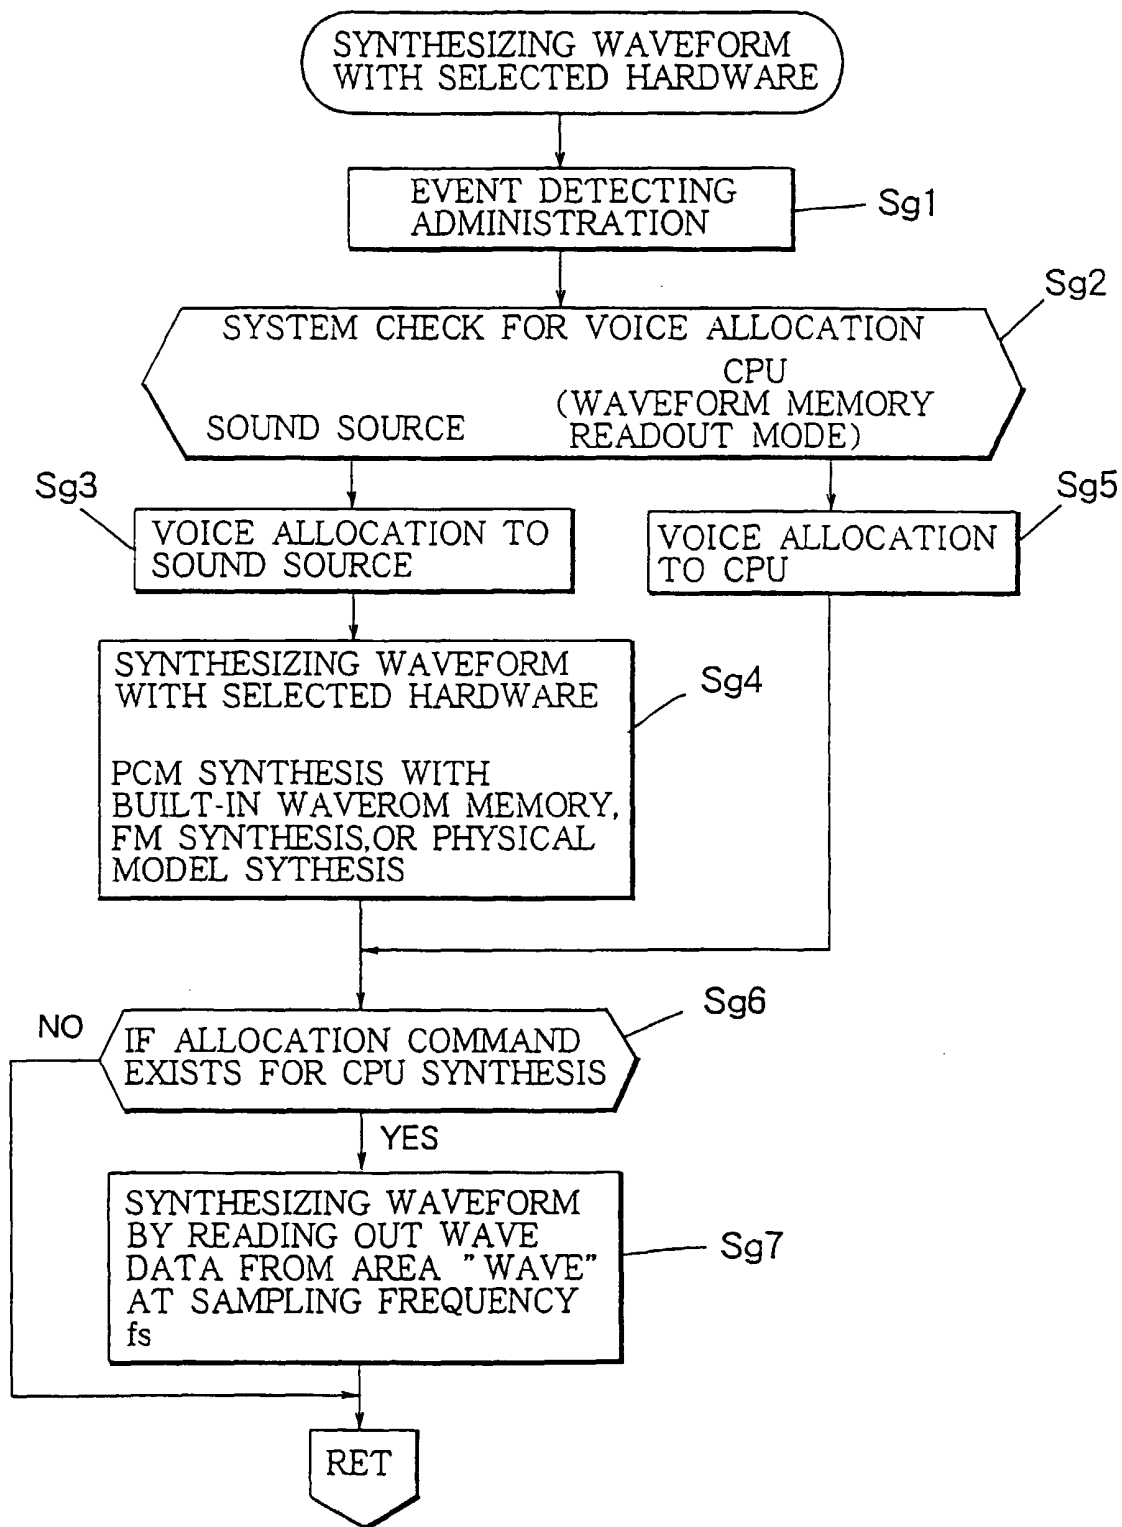 SYNTHESIZING WAVEFORM
WITH SELECTED HARDWARE
EVENT DETECTING
ADMINISTRATION
Sg1
Sg2
SYSTEM CHECK FOR VOICE ALLOCATION
CPU
(WAVEFORM MEMORY
READOUT MODE)
SOUND SOURCE
Sg3
VOICE ALLOCATION TO
SOUND SOURCE
Sg5
VOICE ALLOCATION
TO CPU
SYNTHESIZING WAVEFORM
WITH SELECTED HARDWARE
Sg4
PCM SYNTHESIS WITH
BUILT-IN WAVEROM MEMORY,
FM SYNTHESIS,OR PHYSICAL
MODEL SYTHESIS
Sg6
NO
IF ALLOCATION COMMAND
EXISTS FOR CPU SYNTHESIS
YES
SYNTHESIZING WAVEFORM
BY READING OUT WAVE
DATA FROM AREA "WAVE"
AT SAMPLING FREQUENCY
fs
Sg7
RET